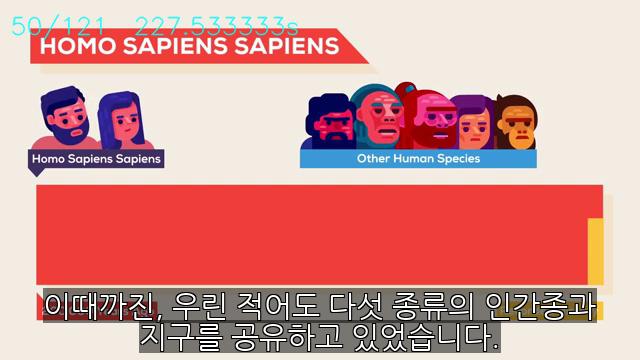 50/121 227.533333s
HOMO SAPIENS SAPIENS
Homo Sapiens Sapiens
Other Human Species
이때까진, 우린 적어도 다섯 종류의 인간종과
지구를 공유하고 있었습니다.